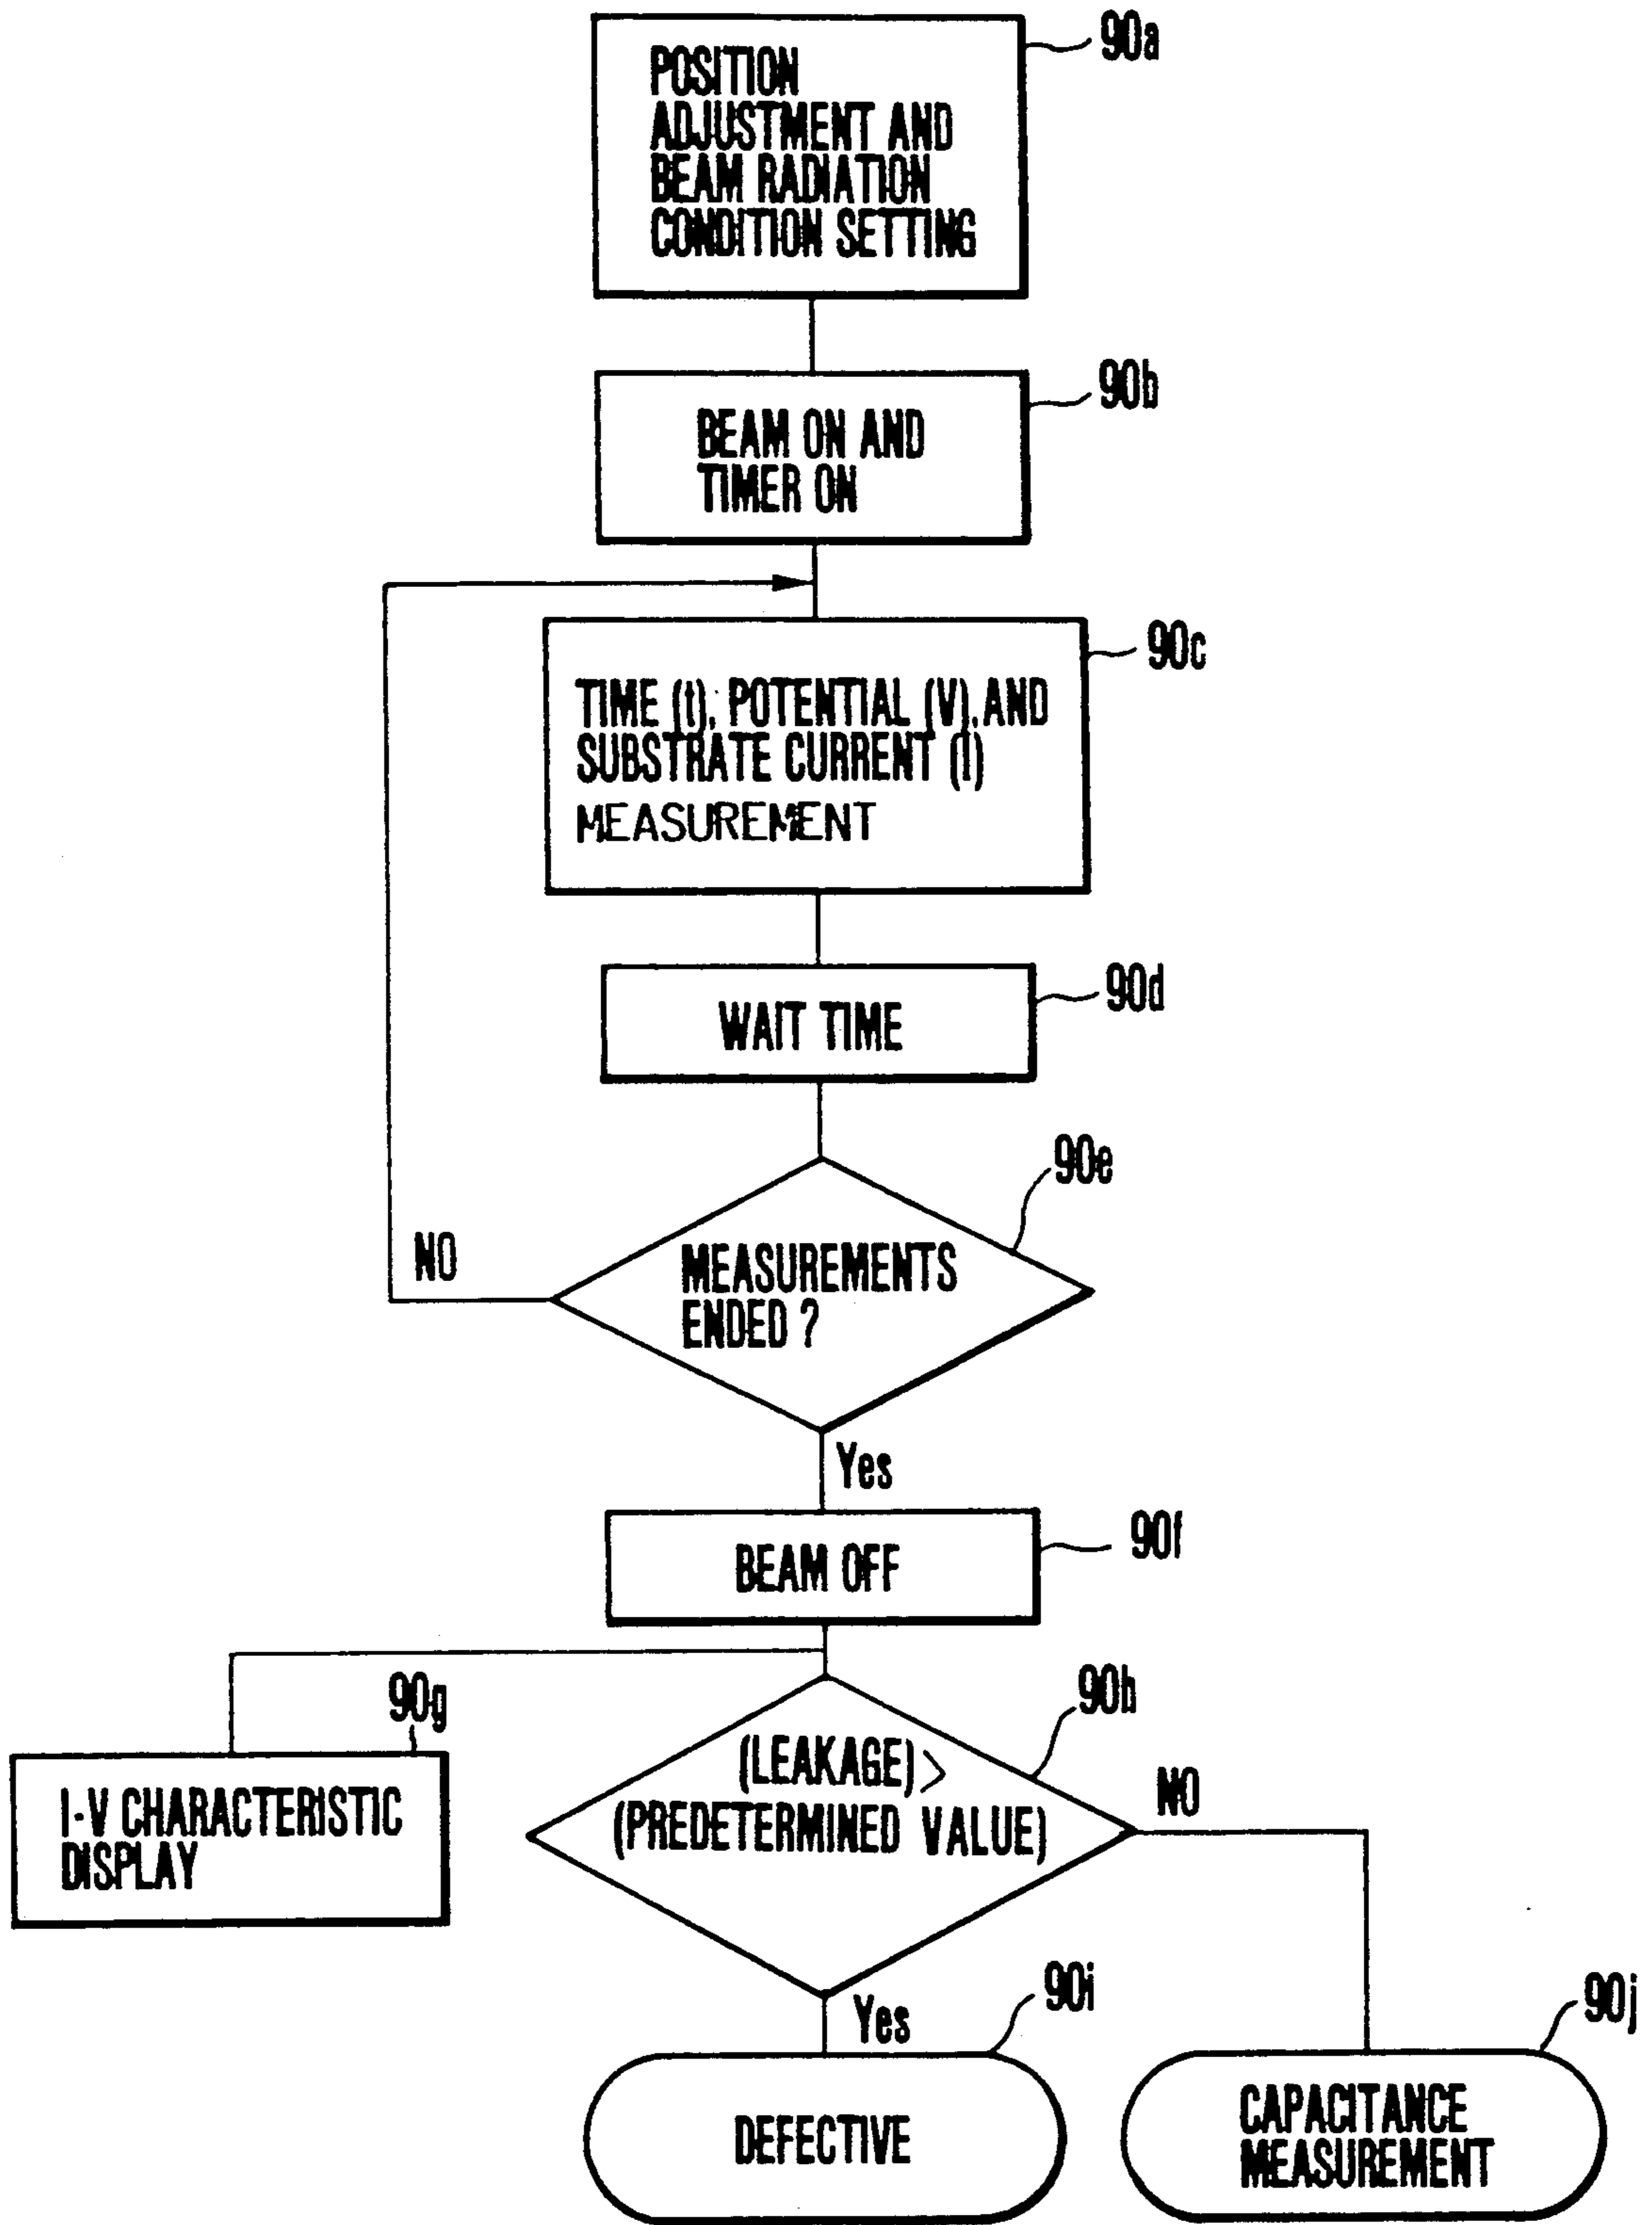 90a
POSITION
ADJUSTMENT AND
BEAM RADIATION
CONDITION SETTING
90b
BEAM ON AND
TIMER ON
90c
TIME (t), POTENTIAL (V), AND
SUBSTRATE CURRENT (I)
MEASUREMENT
90d
WAIT TIME
90e
MEASUREMENTS
ENDED ?
NO
Yes
90f
BEAM OFF
90g
I-V CHARACTERISTIC
DISPLAY
90h
(LEAKAGE) >
(PREDETERMINED VALUE)
NO
Yes
90i
DEFECTIVE
90j
CAPACITANCE
MEASUREMENT